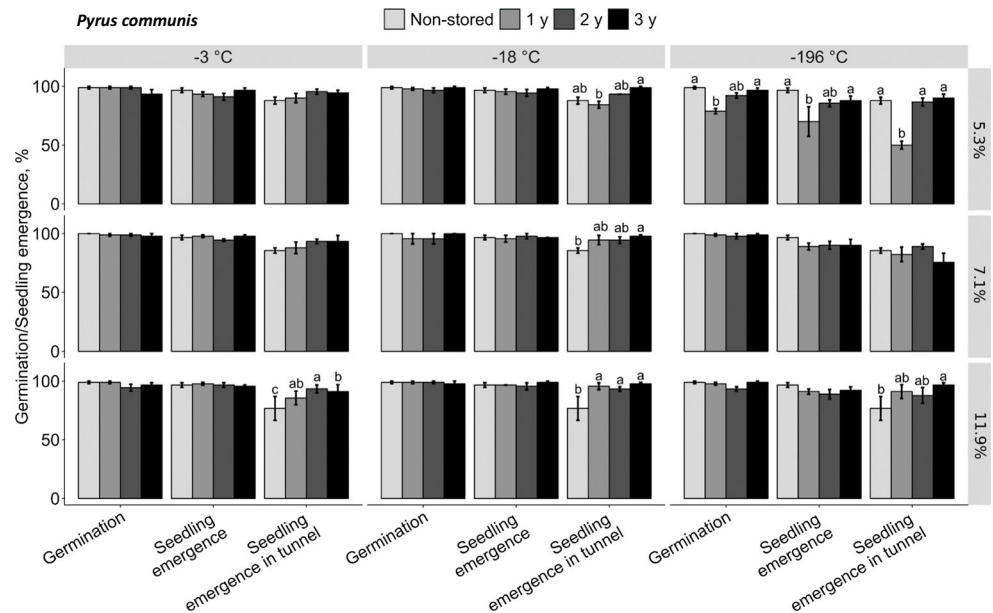 Pyrus communis
Non-stored 1 y 2 y 3 y
-3 °C -18 °C -196 °C
Germination/Seedling emergence, %
100
50
0
a b ab a a b ab a a b a a
ab b ab a
5.3%
100
50
0
b ab ab a
7.1%
100
50
0
c ab a b
b a a a
b ab ab a
11.9%
Germination
Seedling
emergence
Seedling
emergence in tunnel
Germination
Seedling
emergence
Seedling
emergence in tunnel
Germination
Seedling
emergence
Seedling
emergence in tunnel